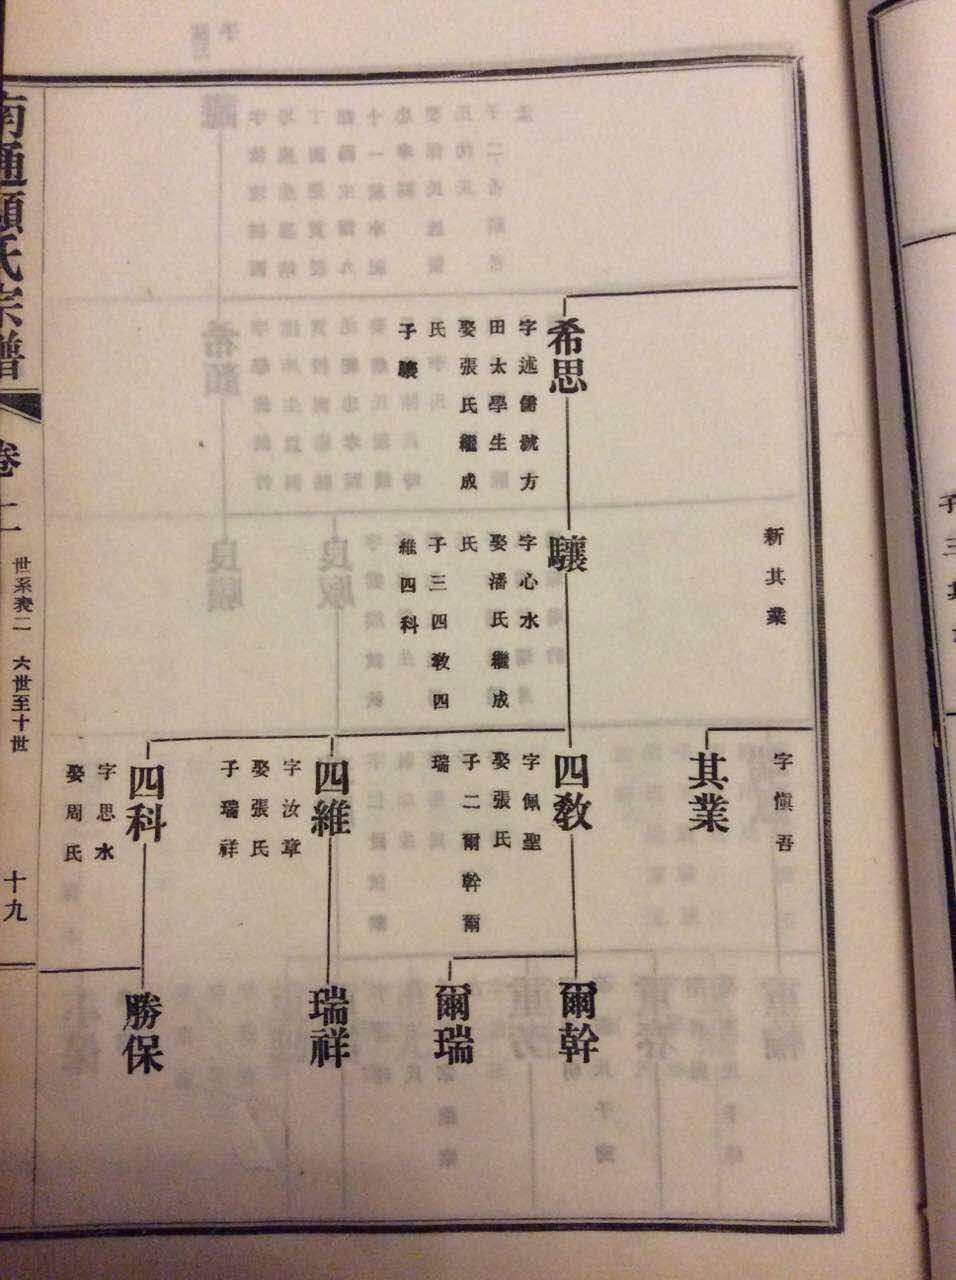 希思
字述儒號方
田太學生
娶張氏繼成
氏
子驤
新其業
驤
字心水
娶潘氏繼成
氏
子三四教四
維四科
字愼吾
其業
四教
字佩聖
娶張氏
子二爾幹爾
瑞
四維
字汝章
娶張氏
子瑞祥
四科
字思水
娶周氏
爾幹
爾瑞
瑞祥
勝保
南通顧氏宗譜
卷二
世系表二 六世至十世
十九